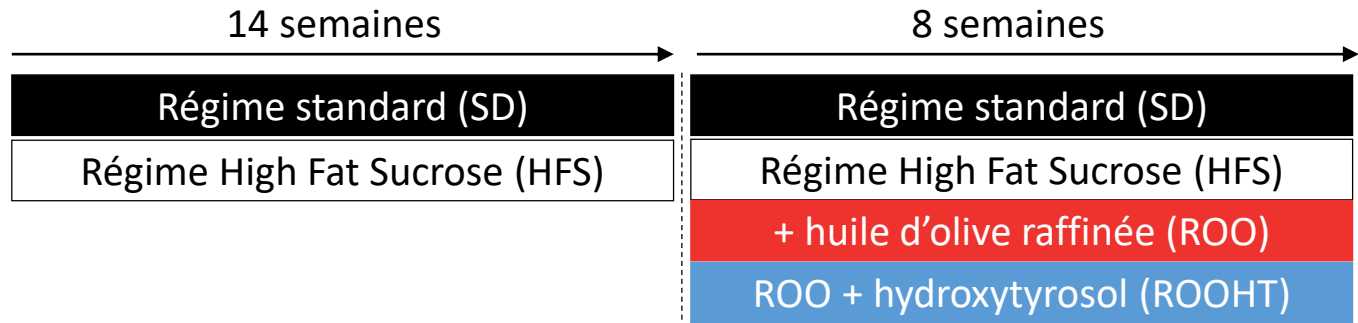 14 semaines
8 semaines
Régime standard (SD)
Régime High Fat Sucrose (HFS)
Régime standard (SD)
Régime High Fat Sucrose (HFS)
+ huile d’olive raffinée (ROO)
ROO + hydroxytyrosol (ROOHT)